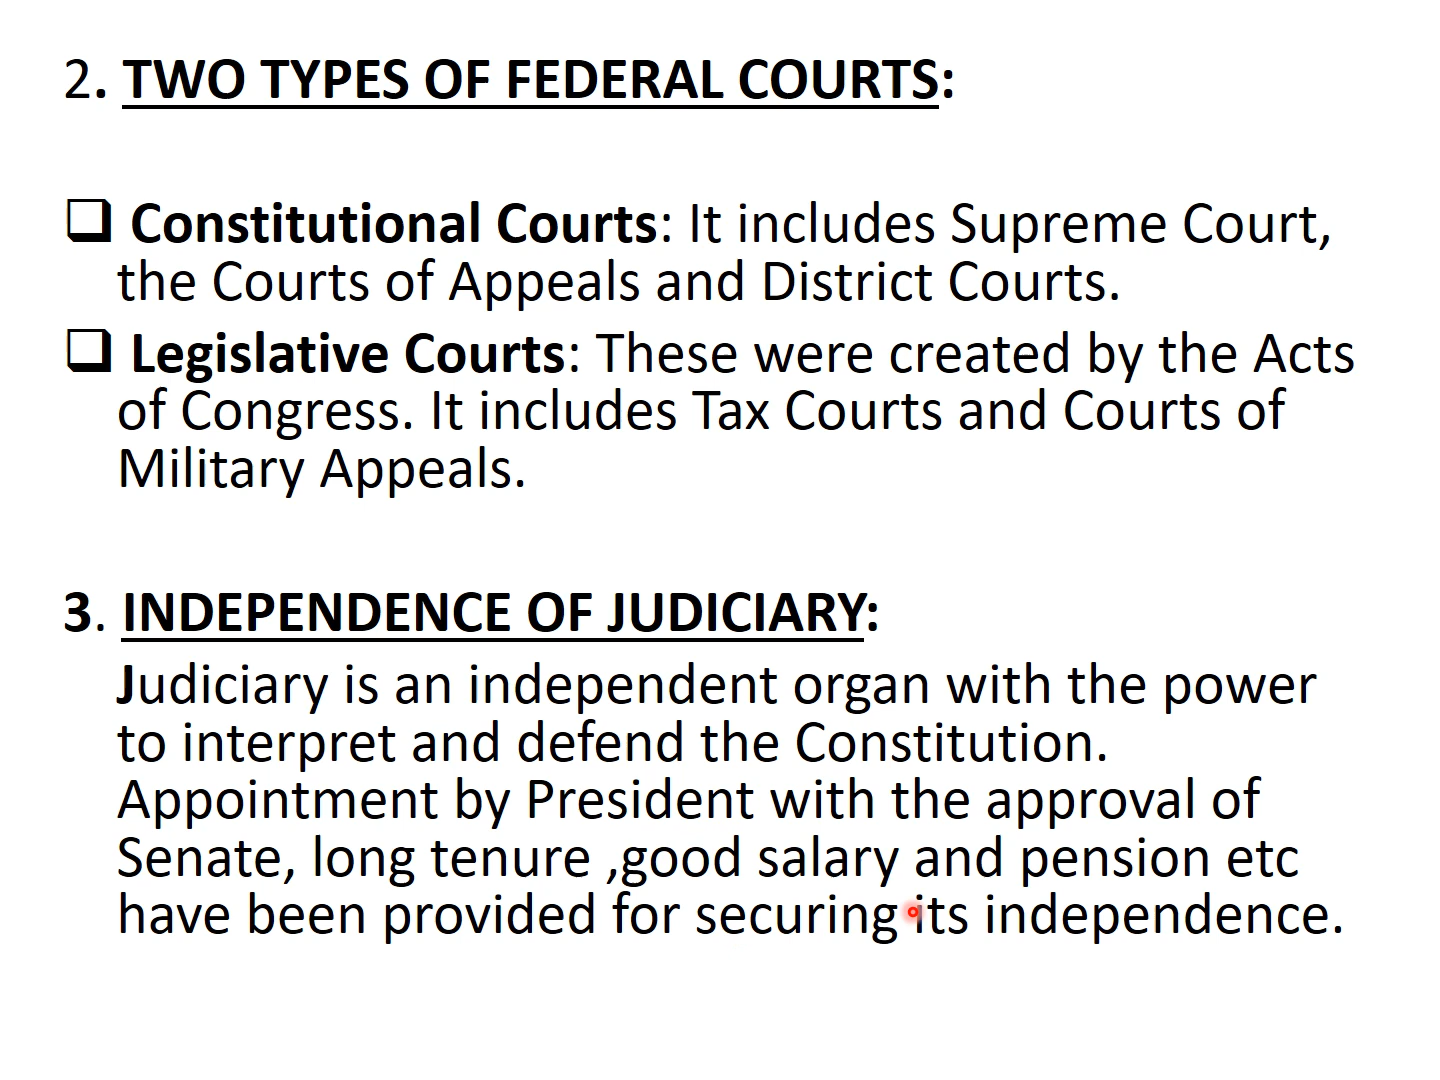 2. TWO TYPES OF FEDERAL COURTS:
❑ Constitutional Courts: It includes Supreme Court,
the Courts of Appeals and District Courts.
❑ Legislative Courts: These were created by the Acts
of Congress. It includes Tax Courts and Courts of
Military Appeals.
3. INDEPENDENCE OF JUDICIARY:
Judiciary is an independent organ with the power
to interpret and defend the Constitution.
Appointment by President with the approval of
Senate, long tenure ,good salary and pension etc
have been provided for securing its independence.